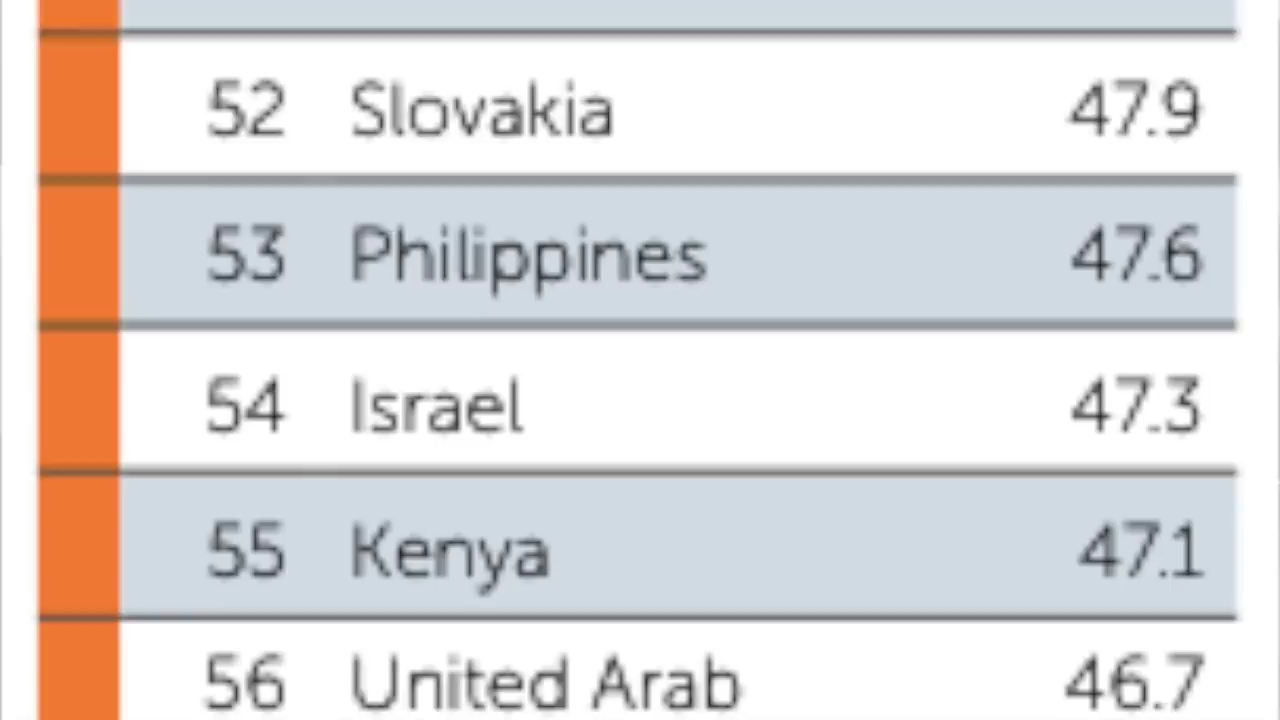 52 Slovakia 47.9
53 Philippines 47.6
54 Israel 47.3
55 Kenya 47.1
56 United Arab 46.7